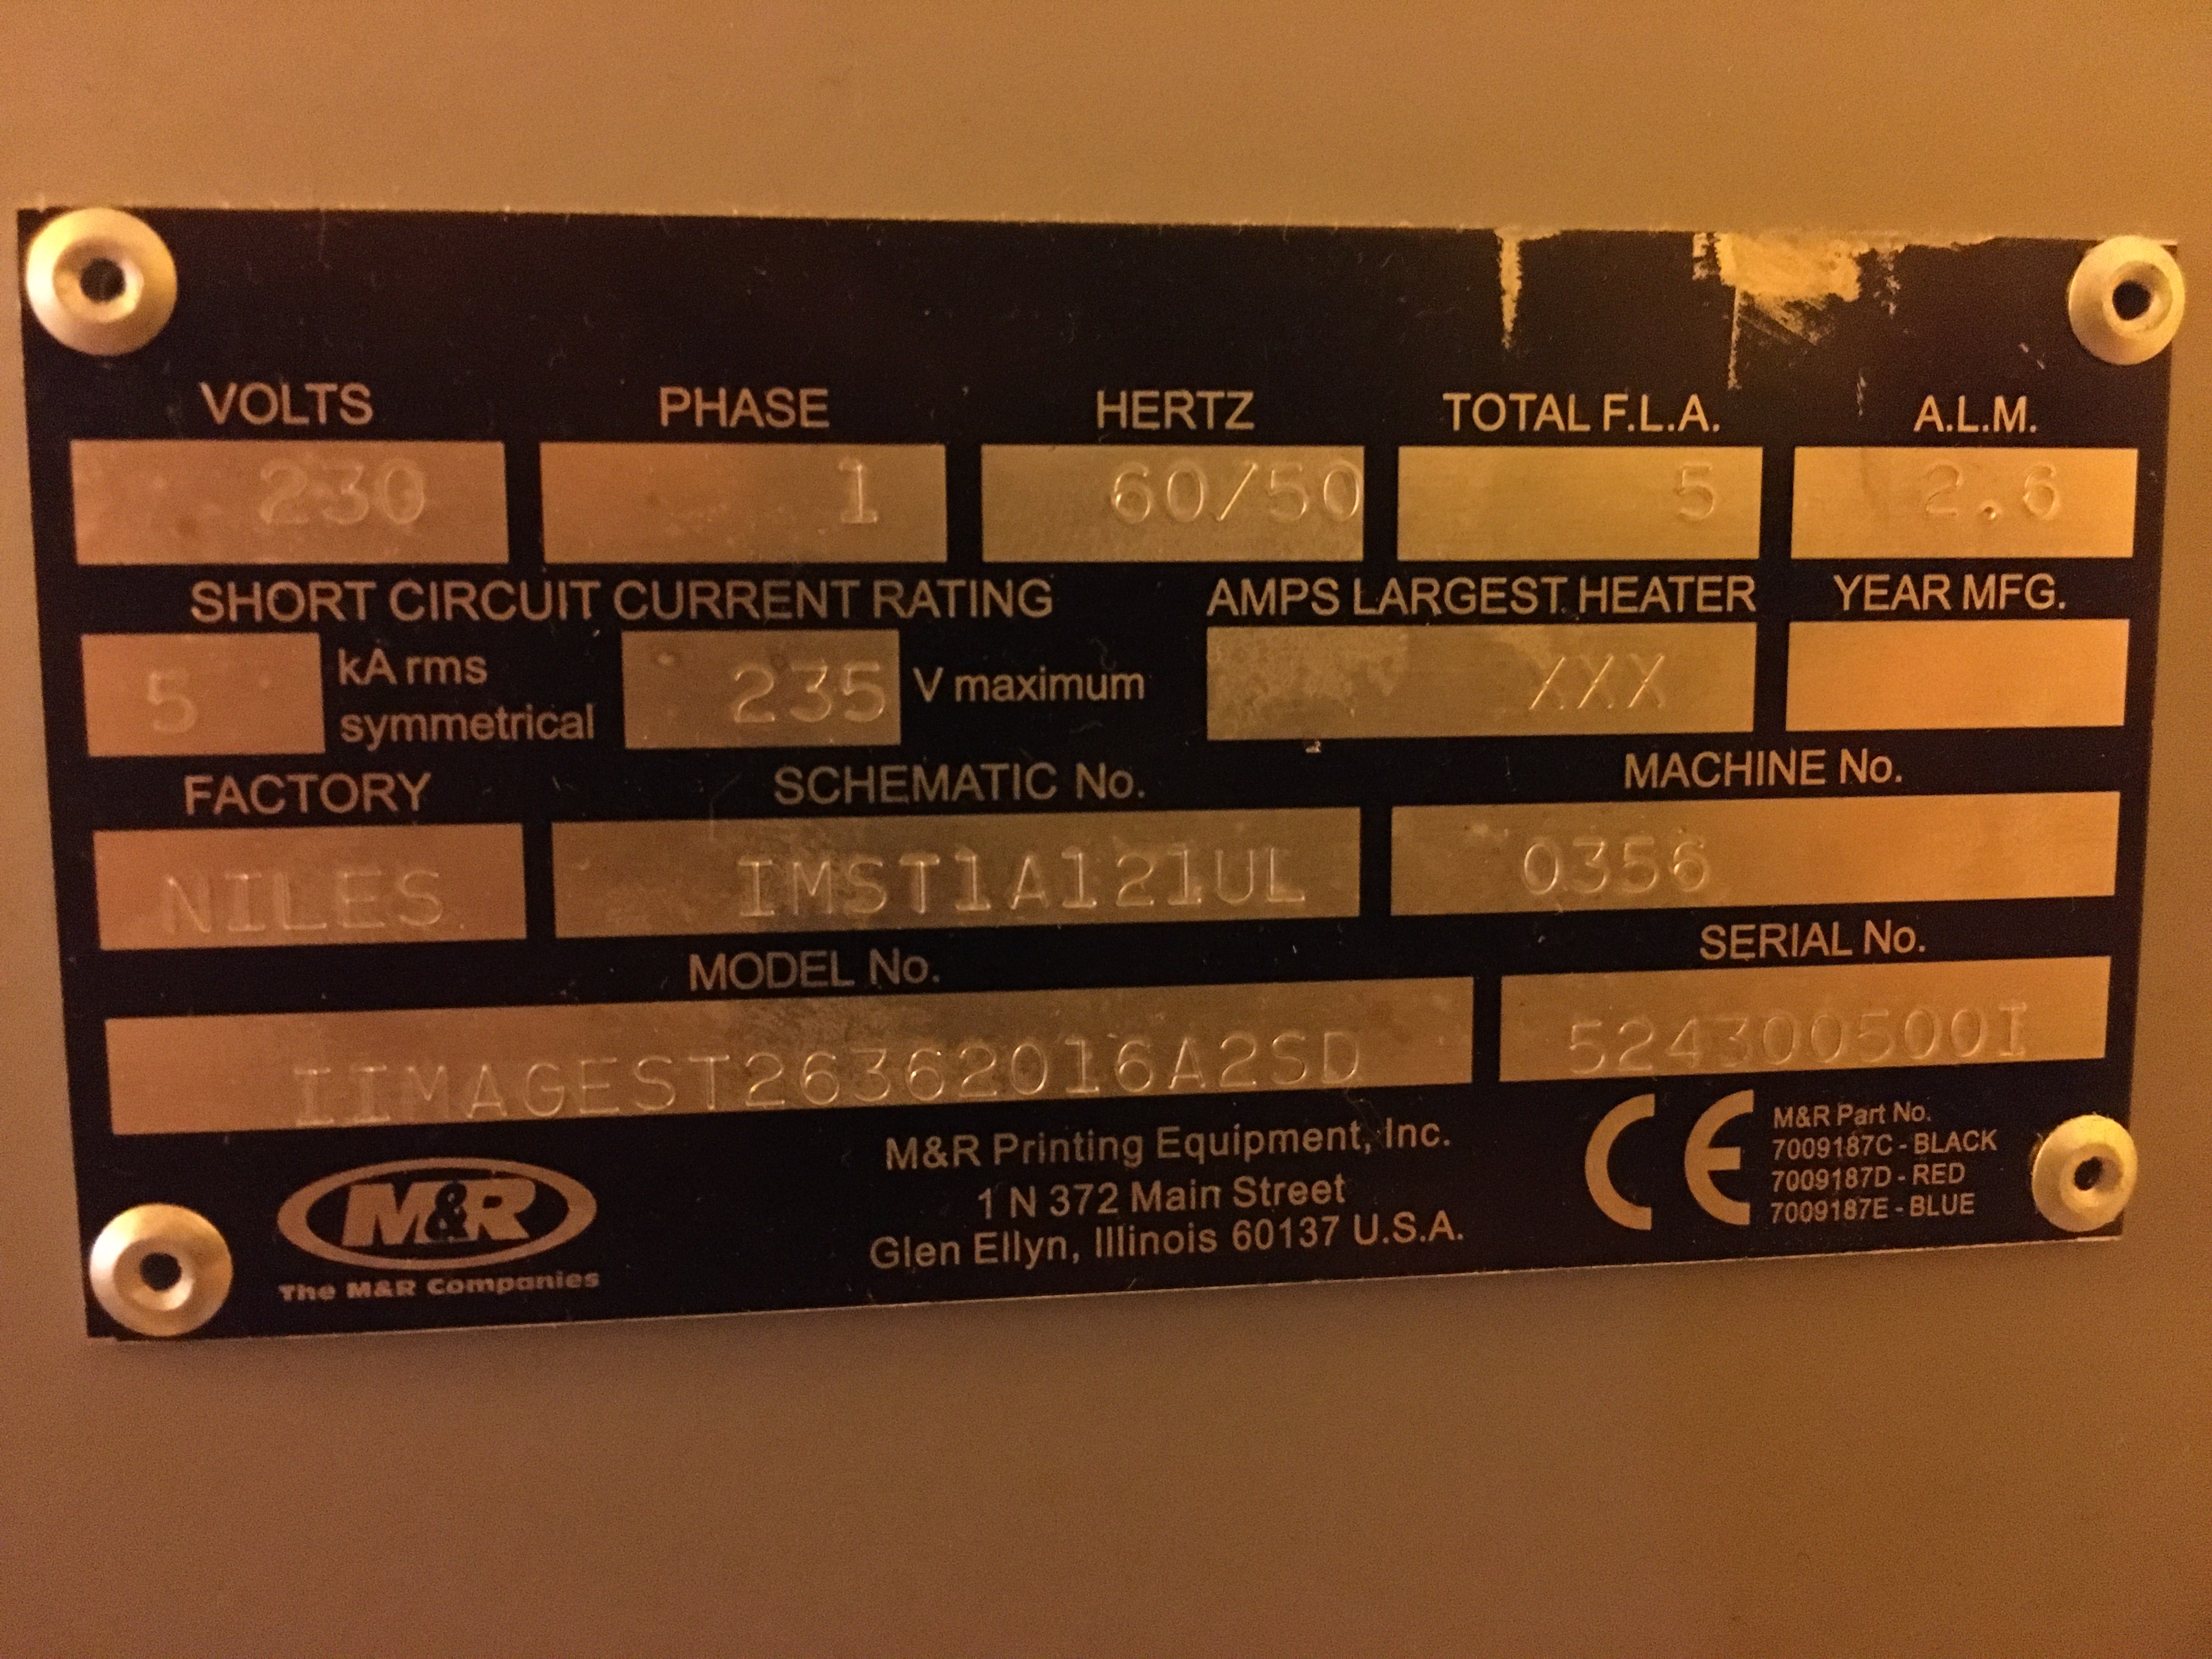 VOLTS PHASE HERTZ TOTAL F.L.A. A.L.M.
230 1 60/50 5 2.6
SHORT CIRCUIT CURRENT RATING AMPS LARGEST HEATER YEAR MFG.
5 kA rms symmetrical 235 V maximum XXX
FACTORY SCHEMATIC No. MACHINE No.
NILES IMST1A121UL 0356
MODEL No. SERIAL No.
IIMAGEST26362016A2SD 524300500I
M&R
The M&R Companies
M&R Printing Equipment, Inc.
1 N 372 Main Street
Glen Ellyn, Illinois 60137 U.S.A.
CE
M&R Part No.
7009187C - BLACK
7009187D - RED
7009187E - BLUE